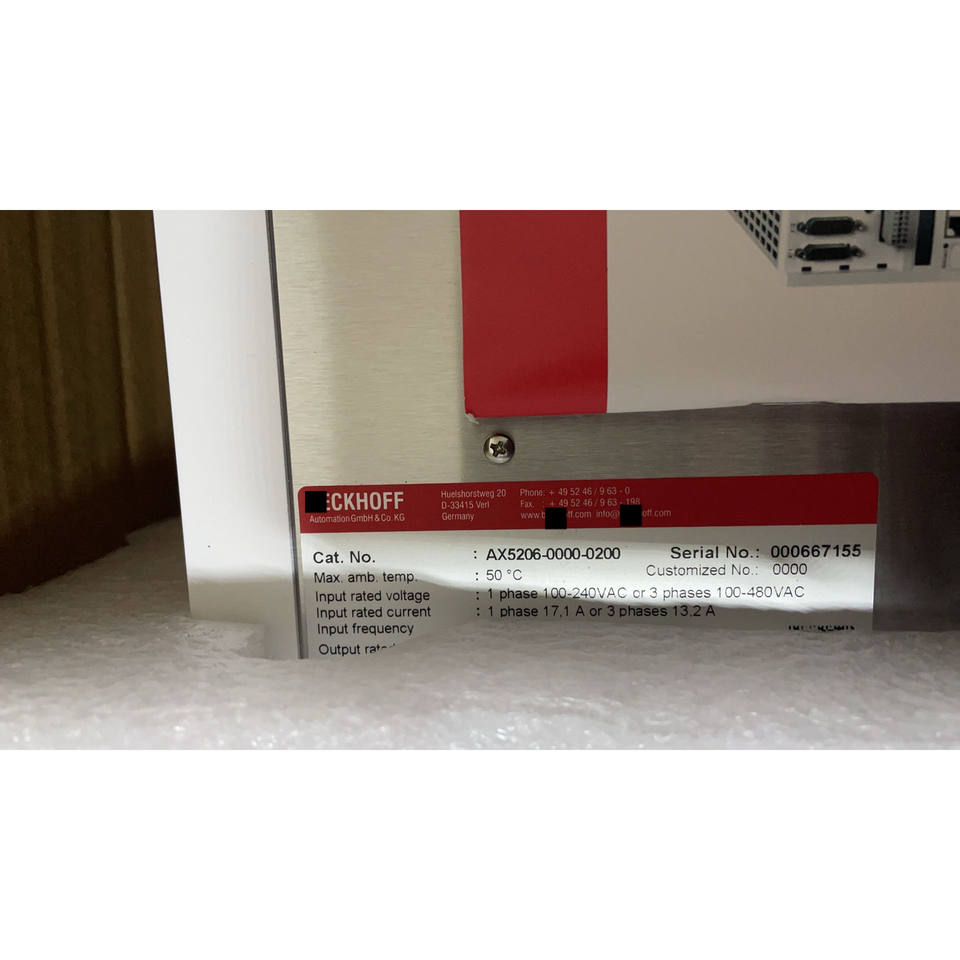 ECKHOFF
Automation GmbH & Co. KG
Huelshorstweg 20
D-33415 Verl
Germany
Phone: + 49 52 46 / 9 63 - 0
Fax. : + 49 52 46 / 9 63 - 198
www.b ff.com info@ off.com
Cat. No. : AX5206-0000-0200 Serial No.: 000667155
Max. amb. temp. : 50 °C Customized No.: 0000
Input rated voltage : 1 phase 100-240VAC or 3 phases 100-480VAC
Input rated current : 1 phase 17,1 A or 3 phases 13,2 A
Input frequency
Output